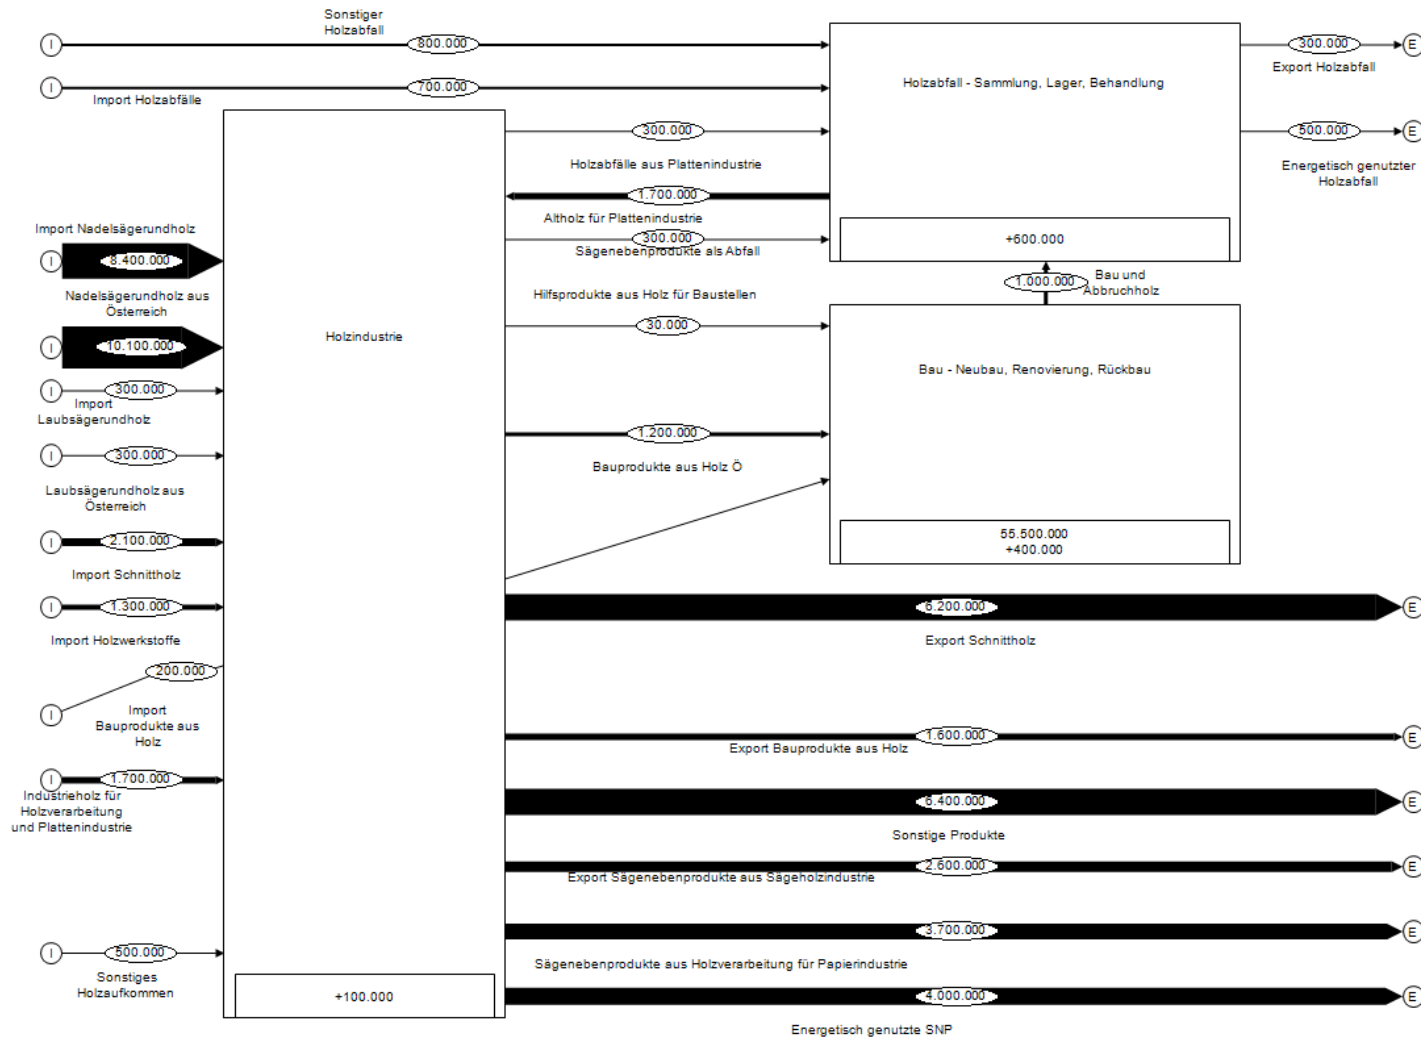 Sonstiger
Holzabfall
I
800.000
300.000
E
Export Holzabfall
I
700.000
Import Holzabfälle
Holzabfall - Sammlung, Lager, Behandlung
300.000
Holzabfälle aus Plattenindustrie
500.000
E
Energetisch genutzter
Holzabfall
1.700.000
Altholz für Plattenindustrie
300.000
Sägenebenprodukte als Abfall
+600.000
Import Nadelsägerundholz
I
8.400.000
1.000.000
Bau und
Abbruchholz
Hilfsprodukte aus Holz für Baustellen
30.000
Nadelsägerundholz aus
Österreich
I
10.100.000
Holzindustrie
Bau - Neubau, Renovierung, Rückbau
I
300.000
Import
Laubsägerundholz
1.200.000
Bauprodukte aus Holz Ö
I
300.000
Laubsägerundholz aus
Österreich
I
2.100.000
Import Schnittholz
55.500.000
+400.000
I
1.300.000
Import Holzwerkstoffe
6.200.000
E
Export Schnittholz
200.000
I
Import
Bauprodukte aus
Holz
1.600.000
E
Export Bauprodukte aus Holz
I
1.700.000
Industrieholz für
Holzverarbeitung
und Plattenindustrie
6.400.000
E
Sonstige Produkte
2.600.000
E
Export Sägenebenprodukte aus Sägeholzindustrie
3.700.000
E
Sägenebenprodukte aus Holzverarbeitung für Papierindustrie
I
500.000
Sonstiges
Holzaufkommen
+100.000
4.000.000
E
Energetisch genutzte SNP